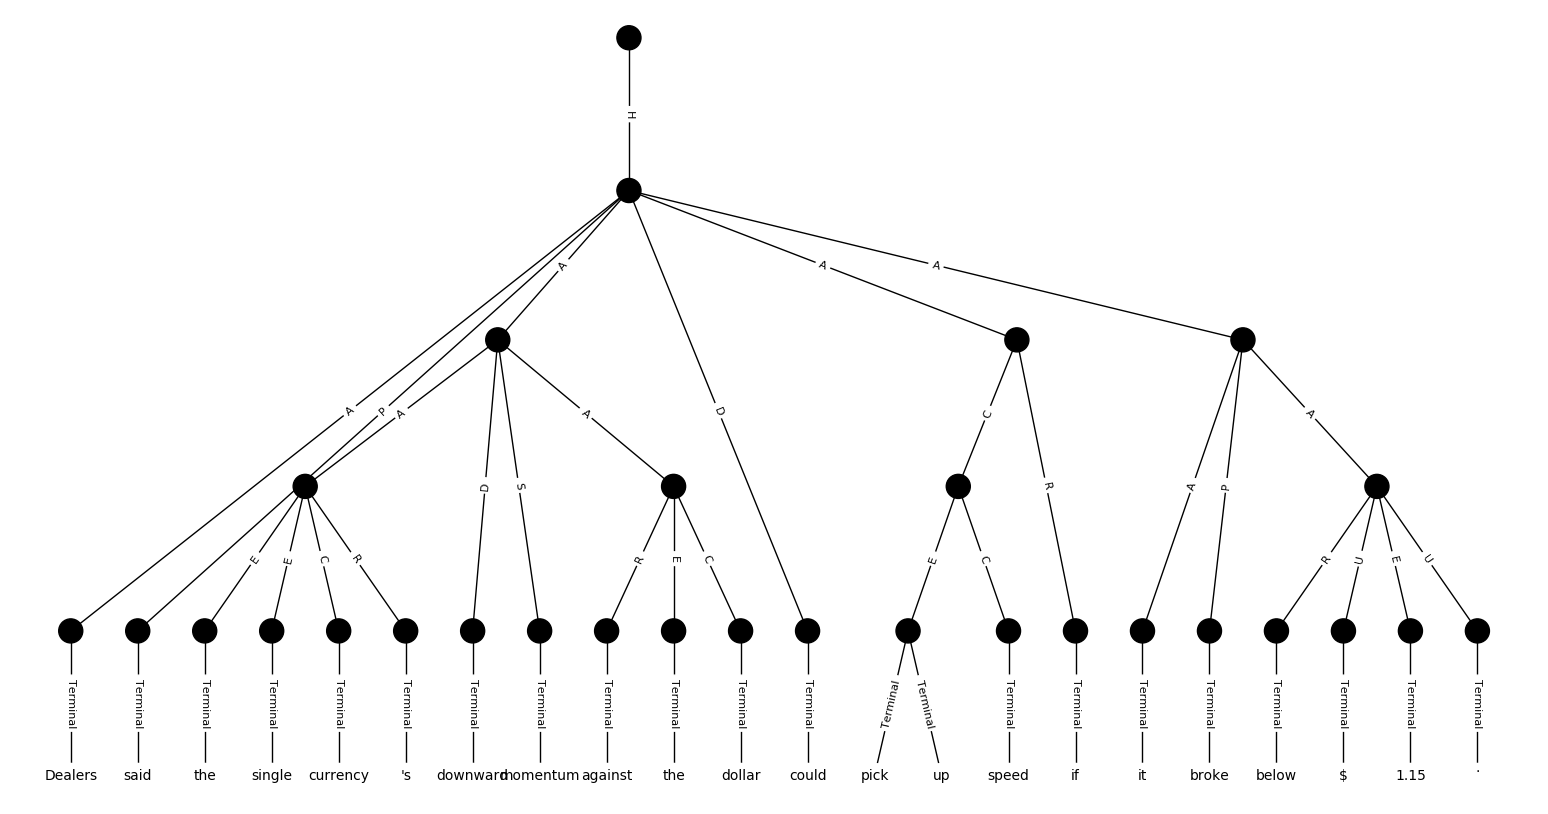 H
A
A
A
A
P
A
D
A
C
D
S
R
A
P
E
E
C
R
R
E
C
E
C
R
U
E
U
Terminal Terminal Terminal Terminal Terminal Terminal Terminal Terminal Terminal Terminal Terminal Terminal Terminal Terminal Terminal Terminal Terminal Terminal Terminal Terminal Terminal Terminal
Dealers said the single currency 's downward momentum against the dollar could pick up speed if it broke below $ 1.15 .